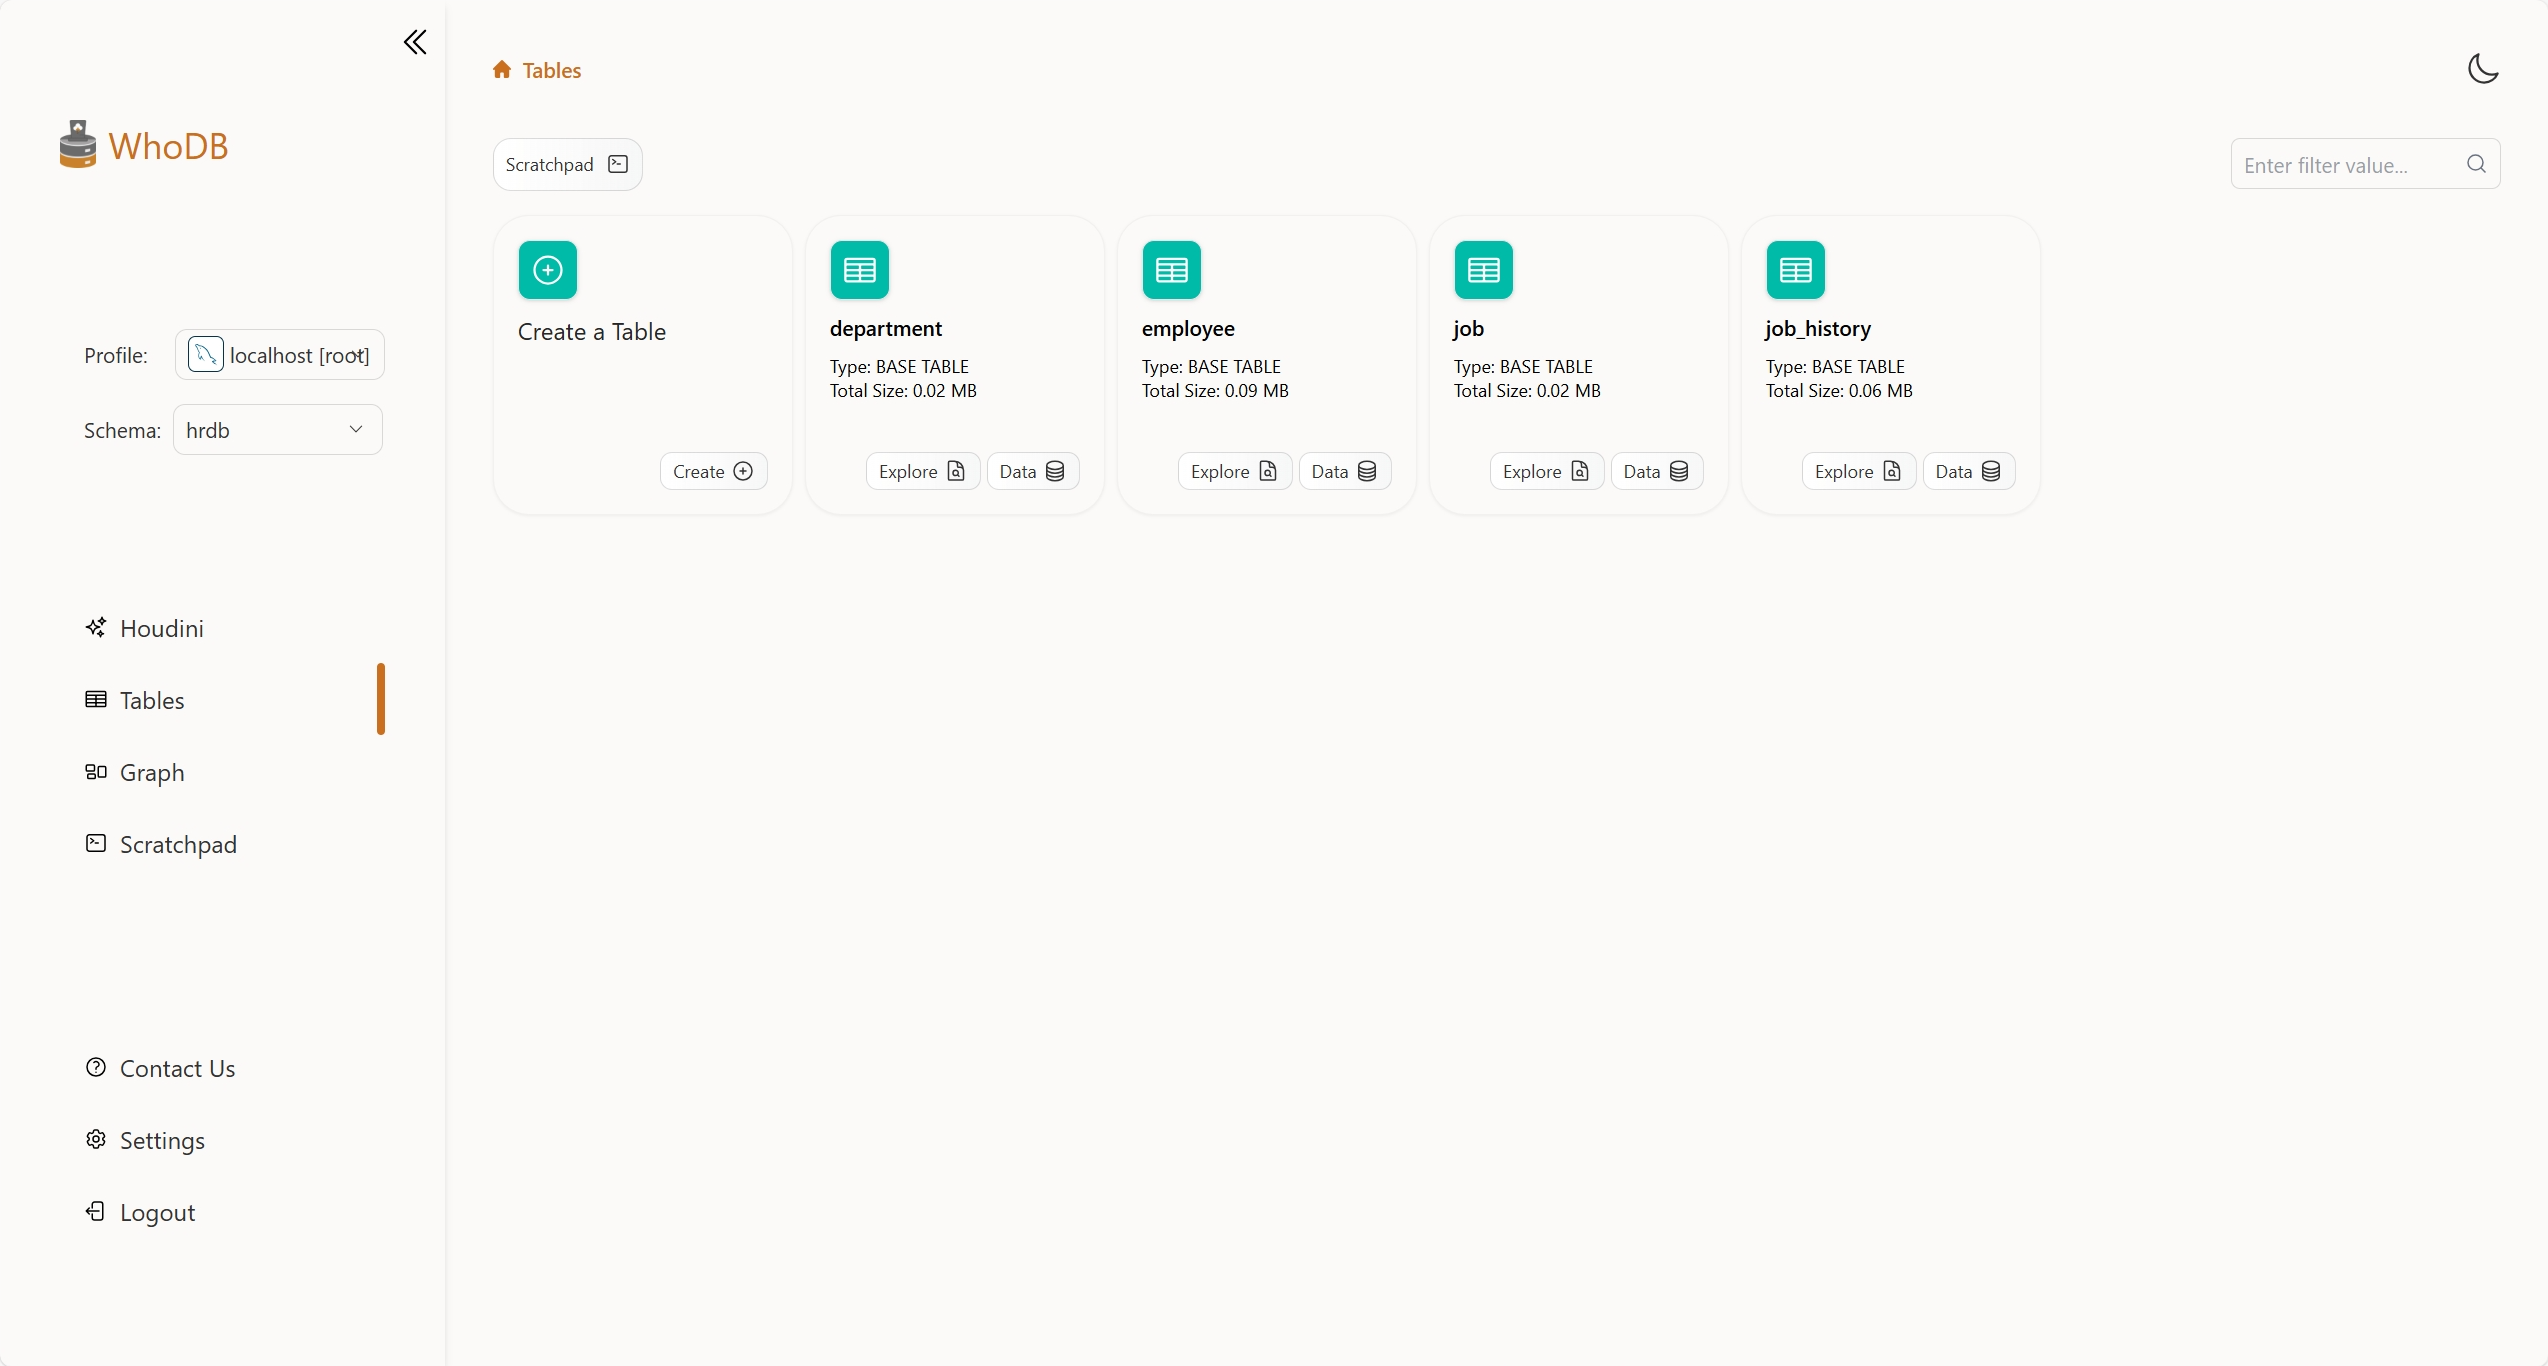 WhoDB
Profile: localhost [root]
Schema: hrdb
Houdini
Tables
Graph
Scratchpad
Contact Us
Settings
Logout
Tables
Scratchpad
Enter filter value...
Create a Table
Create
department
Type: BASE TABLE
Total Size: 0.02 MB
Explore Data
employee
Type: BASE TABLE
Total Size: 0.09 MB
Explore Data
job
Type: BASE TABLE
Total Size: 0.02 MB
Explore Data
job_history
Type: BASE TABLE
Total Size: 0.06 MB
Explore Data